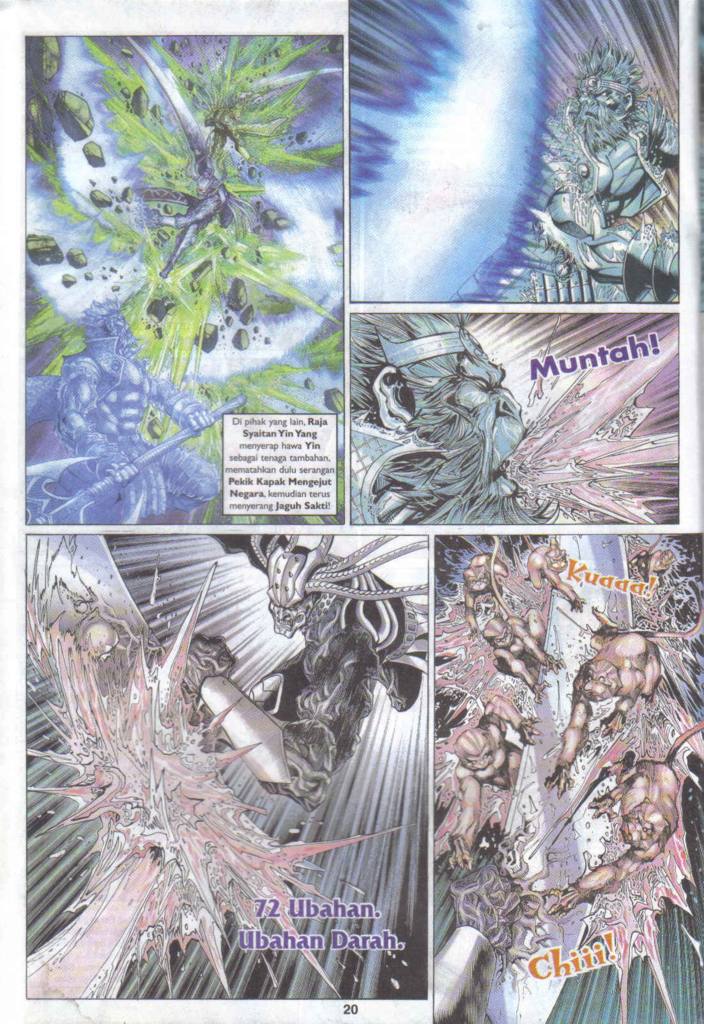 Di pihak yang lain, Raja
Syaitan Yin Yang
menyerap hawa Yin
sebagai tenaga tambahan,
mematahkan dulu serangan
Pekik Kapak Mengejut
Negara, kemudian terus
menyerang Jaguh Sakti!
Muntah!
72 Ubahan.
Ubahan Darah.
Kuaaa!
Chiii!
20